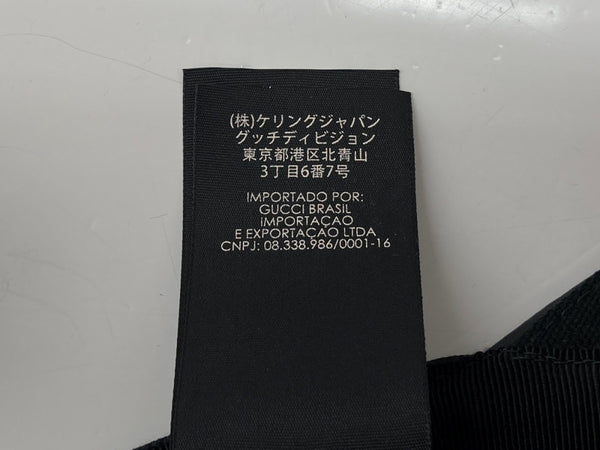 (株)ケリングジャパン
グッチディビジョン
東京都港区北青山
3丁目6番7号
IMPORTADO POR:
GUCCI BRASIL
IMPORTAÇAO
E EXPORTAÇAO LTDA
CNPJ: 08.338.986/0001-16